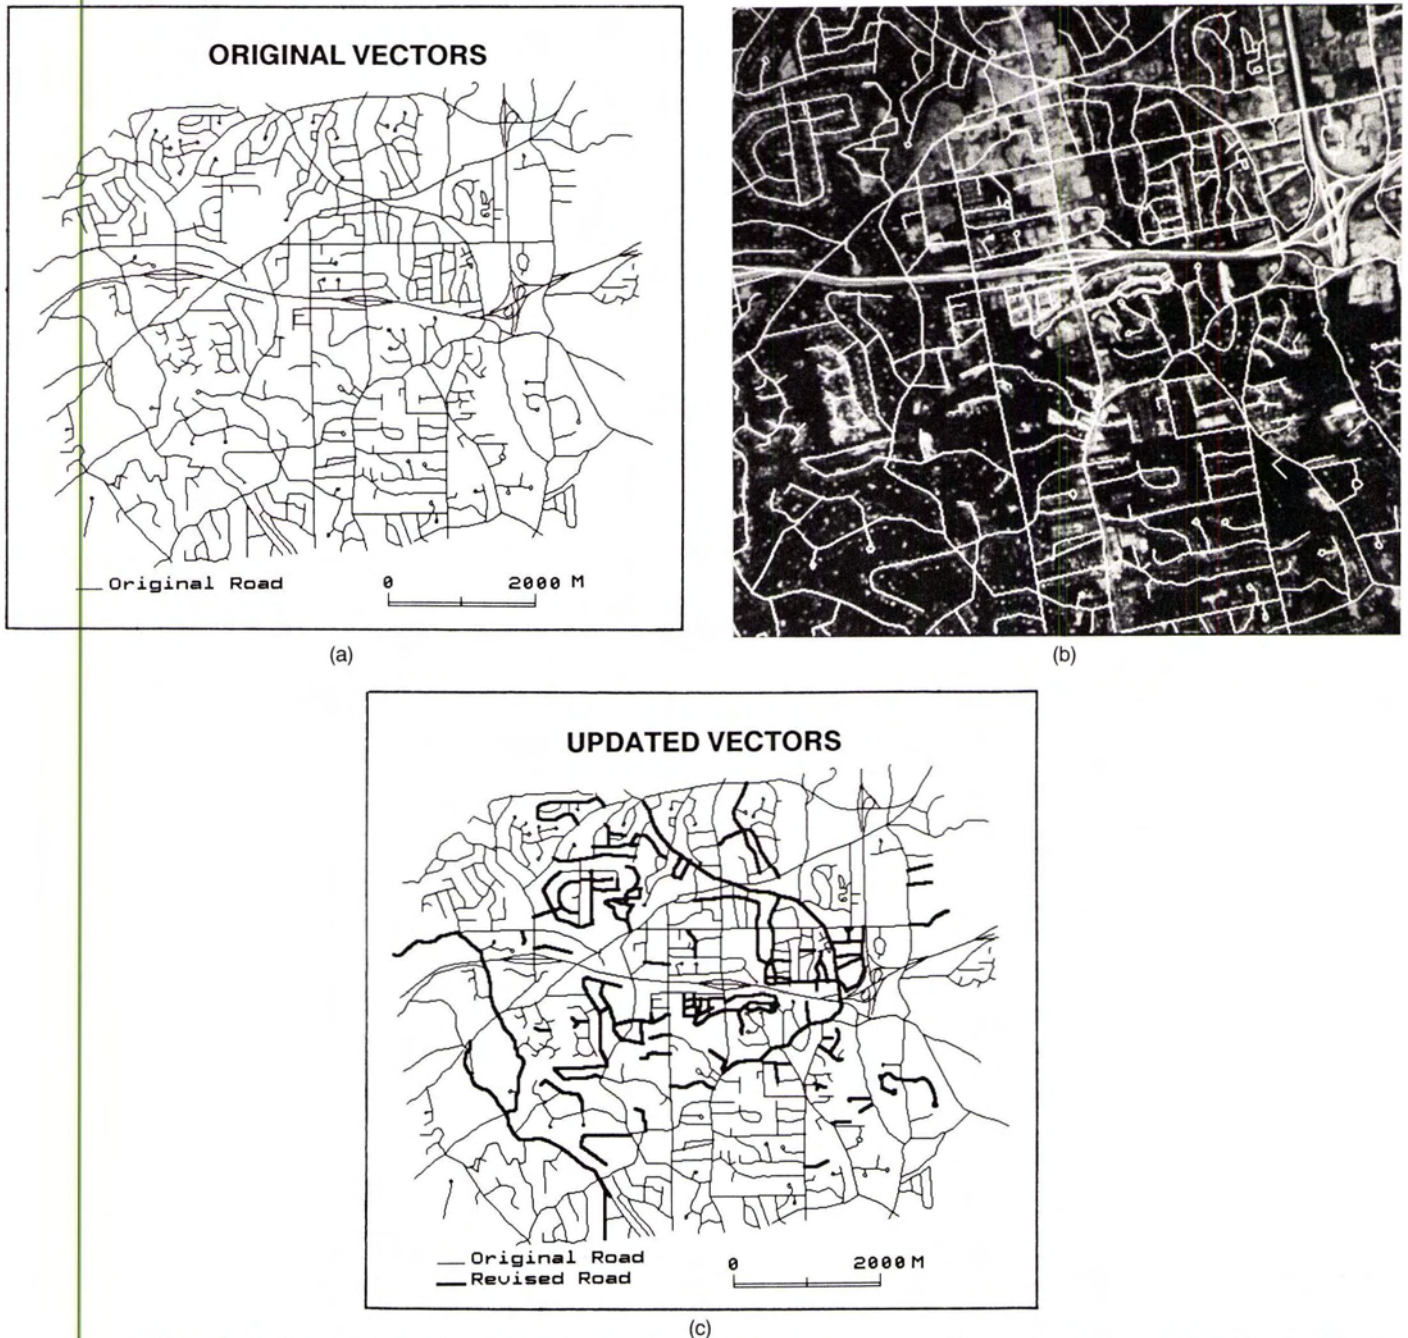 ORIGINAL VECTORS
Original Road
0 2000 M
(a)
(b)
UPDATED VECTORS
Original Road
Revised Road
0 2000 M
(c)